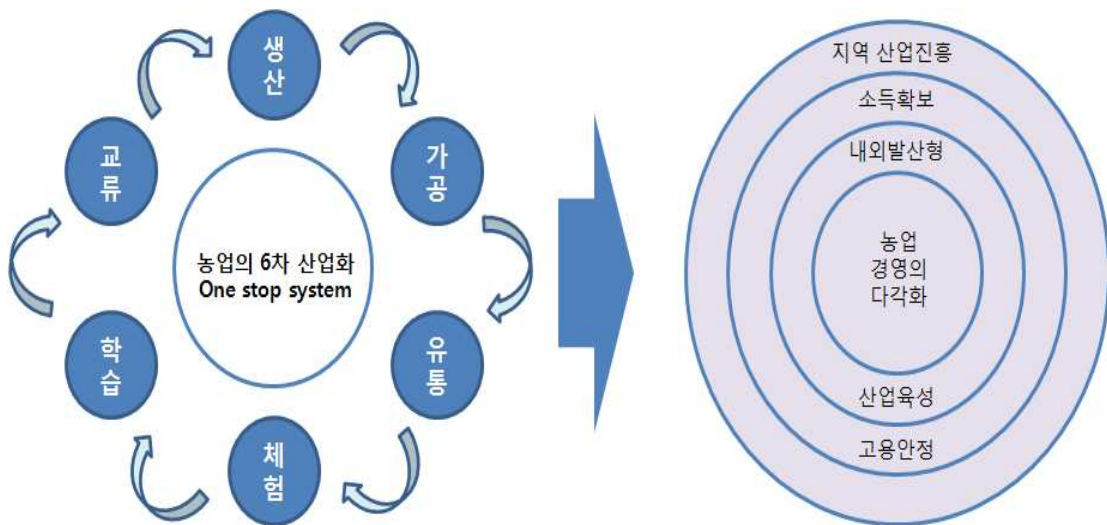 생산
가공
유통
체험
학습
교류
농업의 6차 산업화
One stop system
지역 산업진흥
소득확보
내외발산형
농업
경영의
다각화
산업육성
고용안정